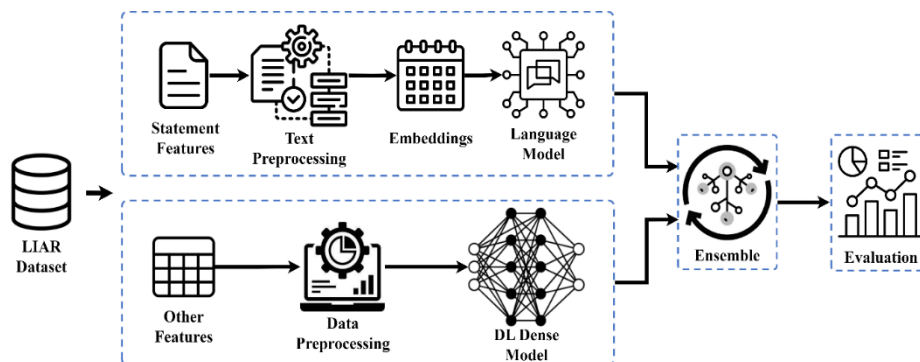 Statement
Features
Text
Preprocessing
Embeddings
Language
Model
LIAR
Dataset
Other
Features
Data
Preprocessing
DL Dense
Model
Ensemble
Evaluation